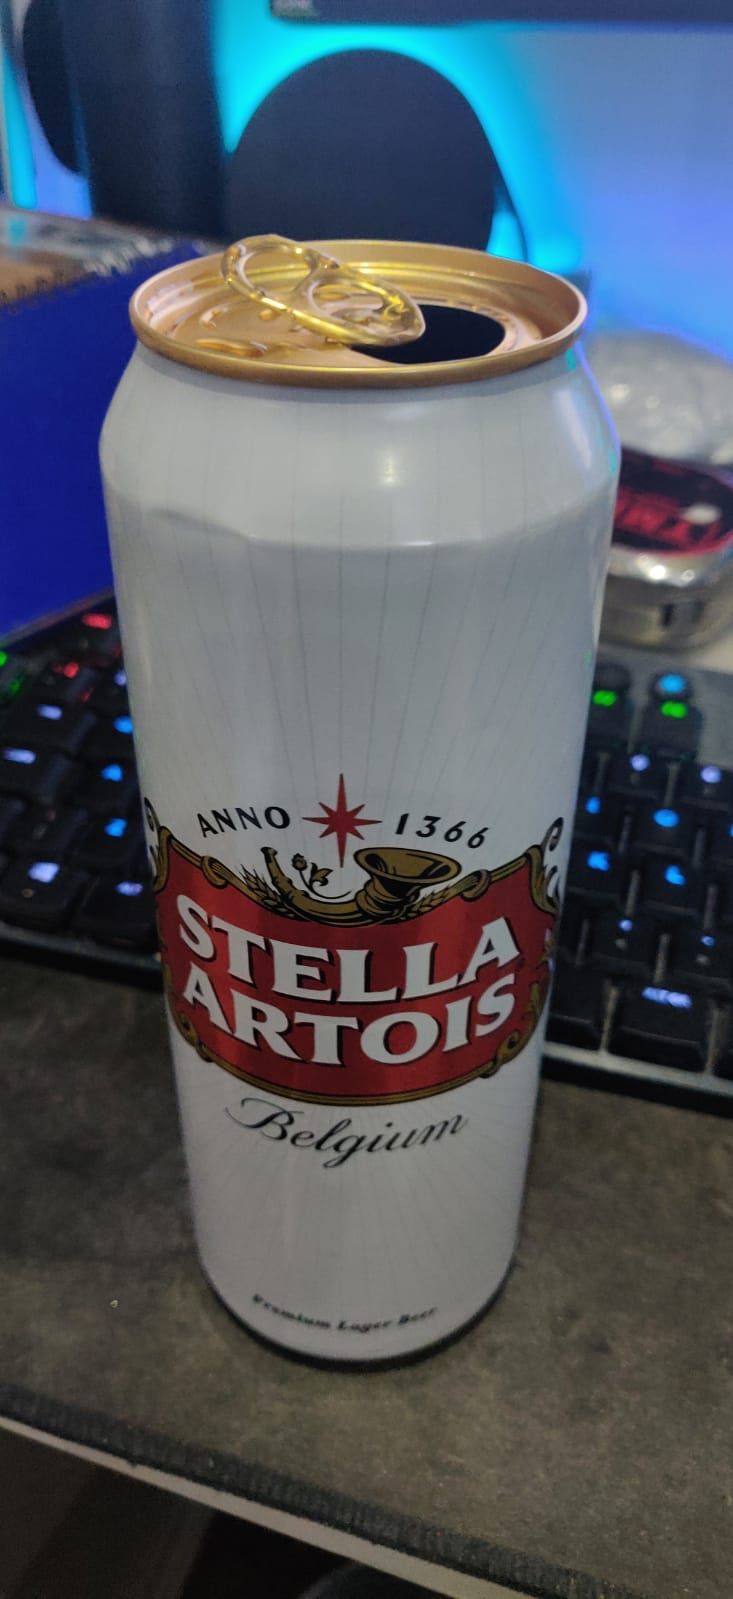 ANNO 1366
STELLA
ARTOIS
Belgium
Premium Lager Beer